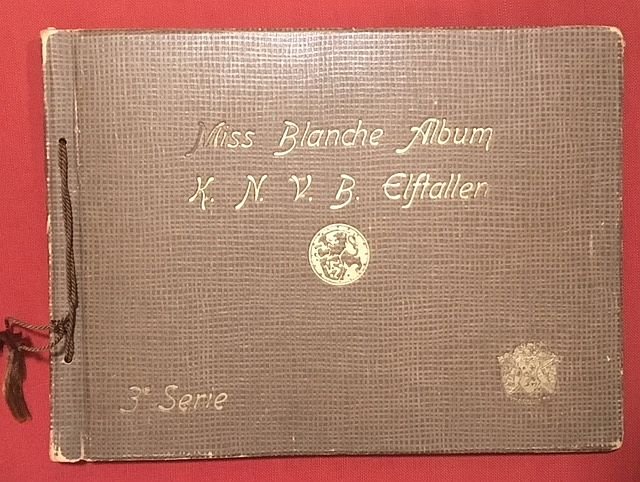 Miss Blanche Album
K. N. V. B. Elftallen
3e Serie